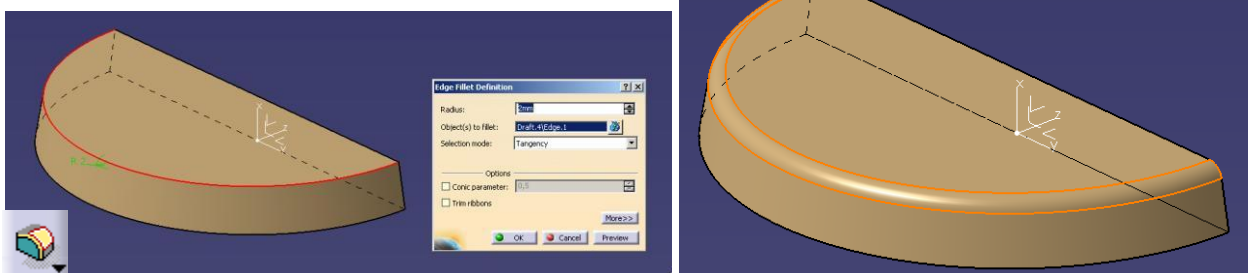 Edge Fillet Definition
Radius: 2mm
Object(s) to fillet: Draft.4\Edge.1
Selection mode: Tangency
Options
Conic parameter: 0,5
Trim ribbons
More>>
OK Cancel Preview
R 2
x
z
y
x
z
y